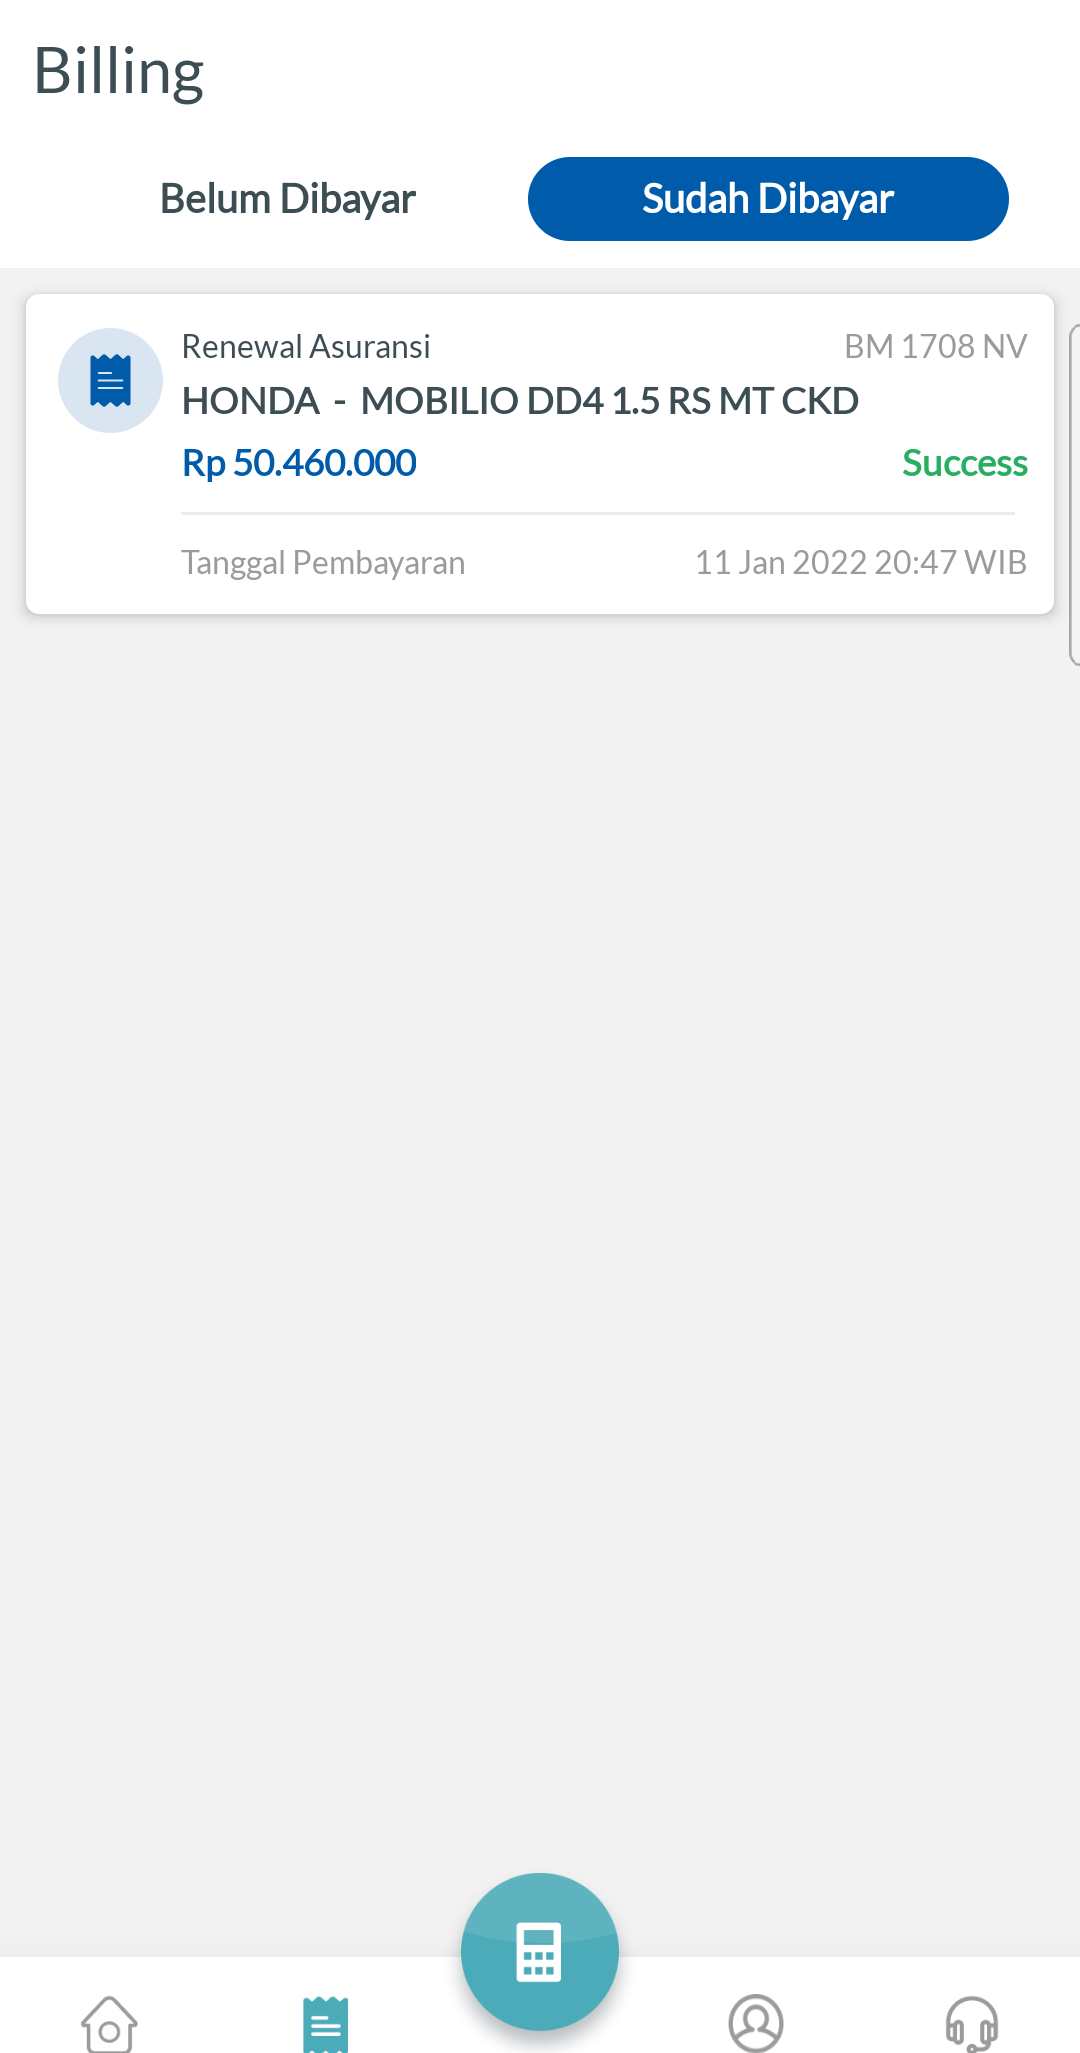 Billing
Belum Dibayar Sudah Dibayar
Renewal Asuransi BM 1708 NV
HONDA - MOBILIO DD4 1.5 RS MT CKD
Rp 50.460.000 Success
Tanggal Pembayaran 11 Jan 2022 20:47 WIB